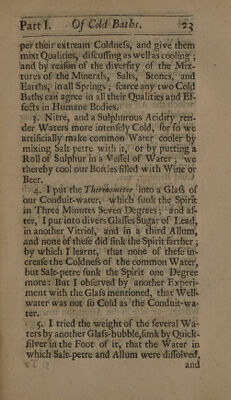 Part I. Of Cold Baths. 23
per their extream Coldness, and give them
mixt Qualities, discussing as well as cooling;
and by reason of the diversity of the Mix-
tures of the Minerals, Salts, Stones, and
Earths, in all Springs; scarce any two Cold
Baths can agree in all their Qualities and Ef-
fects in Humane Bodies.
3. Nitre, and a Sulphurous Acidity ren-
der Waters more intensely Cold, for so we
artificially make common Water cooler by
mixing Salt petre with it, or by putting a
Roll of Sulphur in a Vessel of Water; we
thereby cool our Bottles filled with Wine or
Beer.
4. I put the Thermometer into a Glass of
our Conduit-water, which sunk the Spirit
in Three Minutes Seven Degrees; and af-
ter, I put into divers Glasses Sugar of Lead,
in another Vitriol, and in a third Allum,
and none of these did sink the Spirit farther;
by which I learnt, that none of these in-
crease the Coldness of the common Water,
but Salt-petre sunk the Spirit one Degree
more: But I observed by another Experi-
ment with the Glass mentioned, that Well-
water was not so Cold as the Conduit-wa-
ter.
5. I tried the weight of the several Wa-
ters by another Glass-bubble, sunk by Quick-
silver in the Foot of it, that the Water in
which Salt-petre and Allum were dissolved,
and